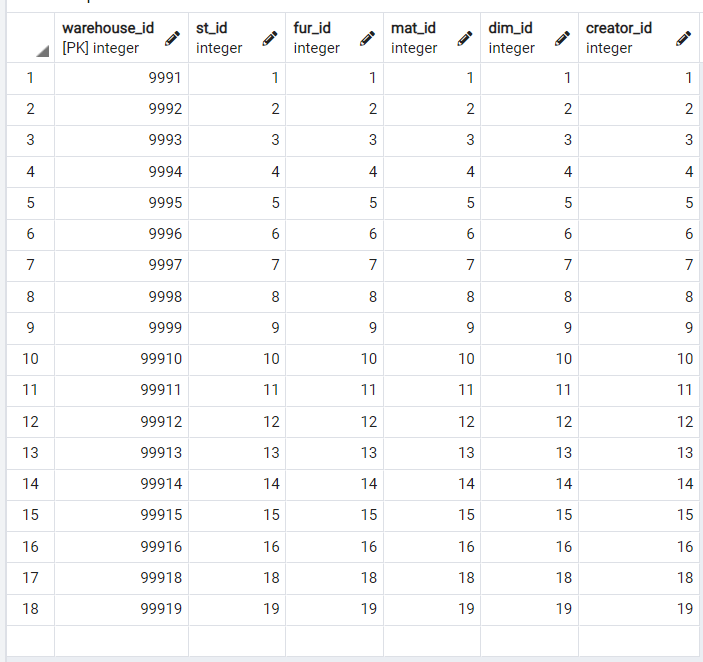 warehouse_id st_id fur_id mat_id dim_id creator_id
[PK] integer integer integer integer integer integer
1 9991 1 1 1 1 1
2 9992 2 2 2 2 2
3 9993 3 3 3 3 3
4 9994 4 4 4 4 4
5 9995 5 5 5 5 5
6 9996 6 6 6 6 6
7 9997 7 7 7 7 7
8 9998 8 8 8 8 8
9 9999 9 9 9 9 9
10 99910 10 10 10 10 10
11 99911 11 11 11 11 11
12 99912 12 12 12 12 12
13 99913 13 13 13 13 13
14 99914 14 14 14 14 14
15 99915 15 15 15 15 15
16 99916 16 16 16 16 16
17 99918 18 18 18 18 18
18 99919 19 19 19 19 19